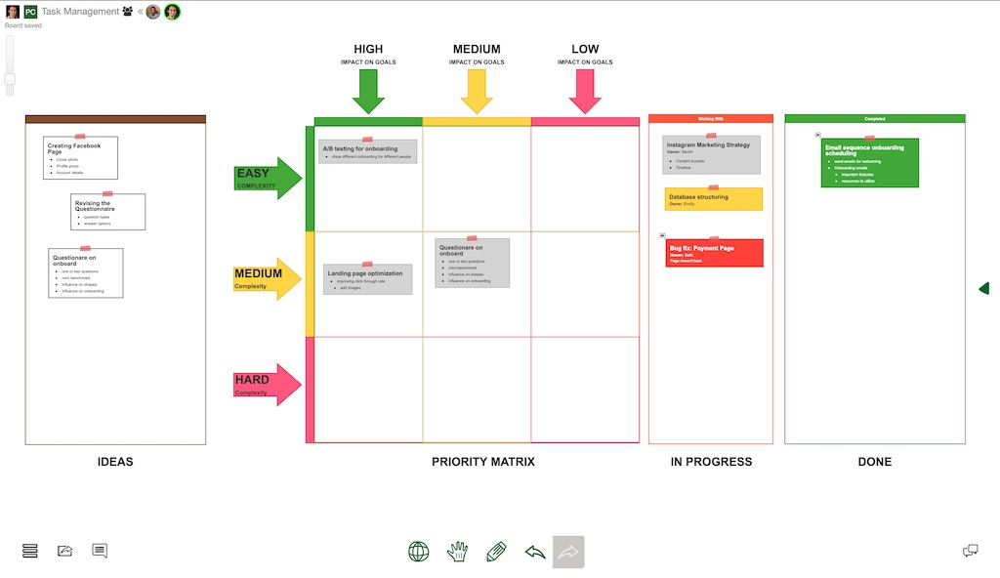 PC Task Management «
Board saved
HIGH
IMPACT ON GOALS
MEDIUM
IMPACT ON GOALS
LOW
IMPACT ON GOALS
Creating Facebook
Page
Cover photo
Profile photo
Account details
Revising the
Questionnaire
question types
answer options
Questionare on
onboard
one or two questions
mini benchmark
influence on shapes
influence on onboarding
IDEAS
EASY
COMPLEXITY
MEDIUM
Complexity
HARD
Complexity
A/B testing for onboarding
show different onboarding for different people
Landing page optimization
improving click through rate
edit images
Questionare on
onboard
one or two questions
mini benchmark
influence on shapes
influence on onboarding
PRIORITY MATRIX
Working With
Instagram Marketing Strategy
Owner:
Content buckets
Timeline
Database structuring
Owner: Emily
Bug fix: Payment Page
Owner:
Page doesn't load.
IN PROGRESS
Completed
Email sequence onboarding
scheduling
send emails for welcoming
Onboarding emails
important features
resources to utilize
DONE